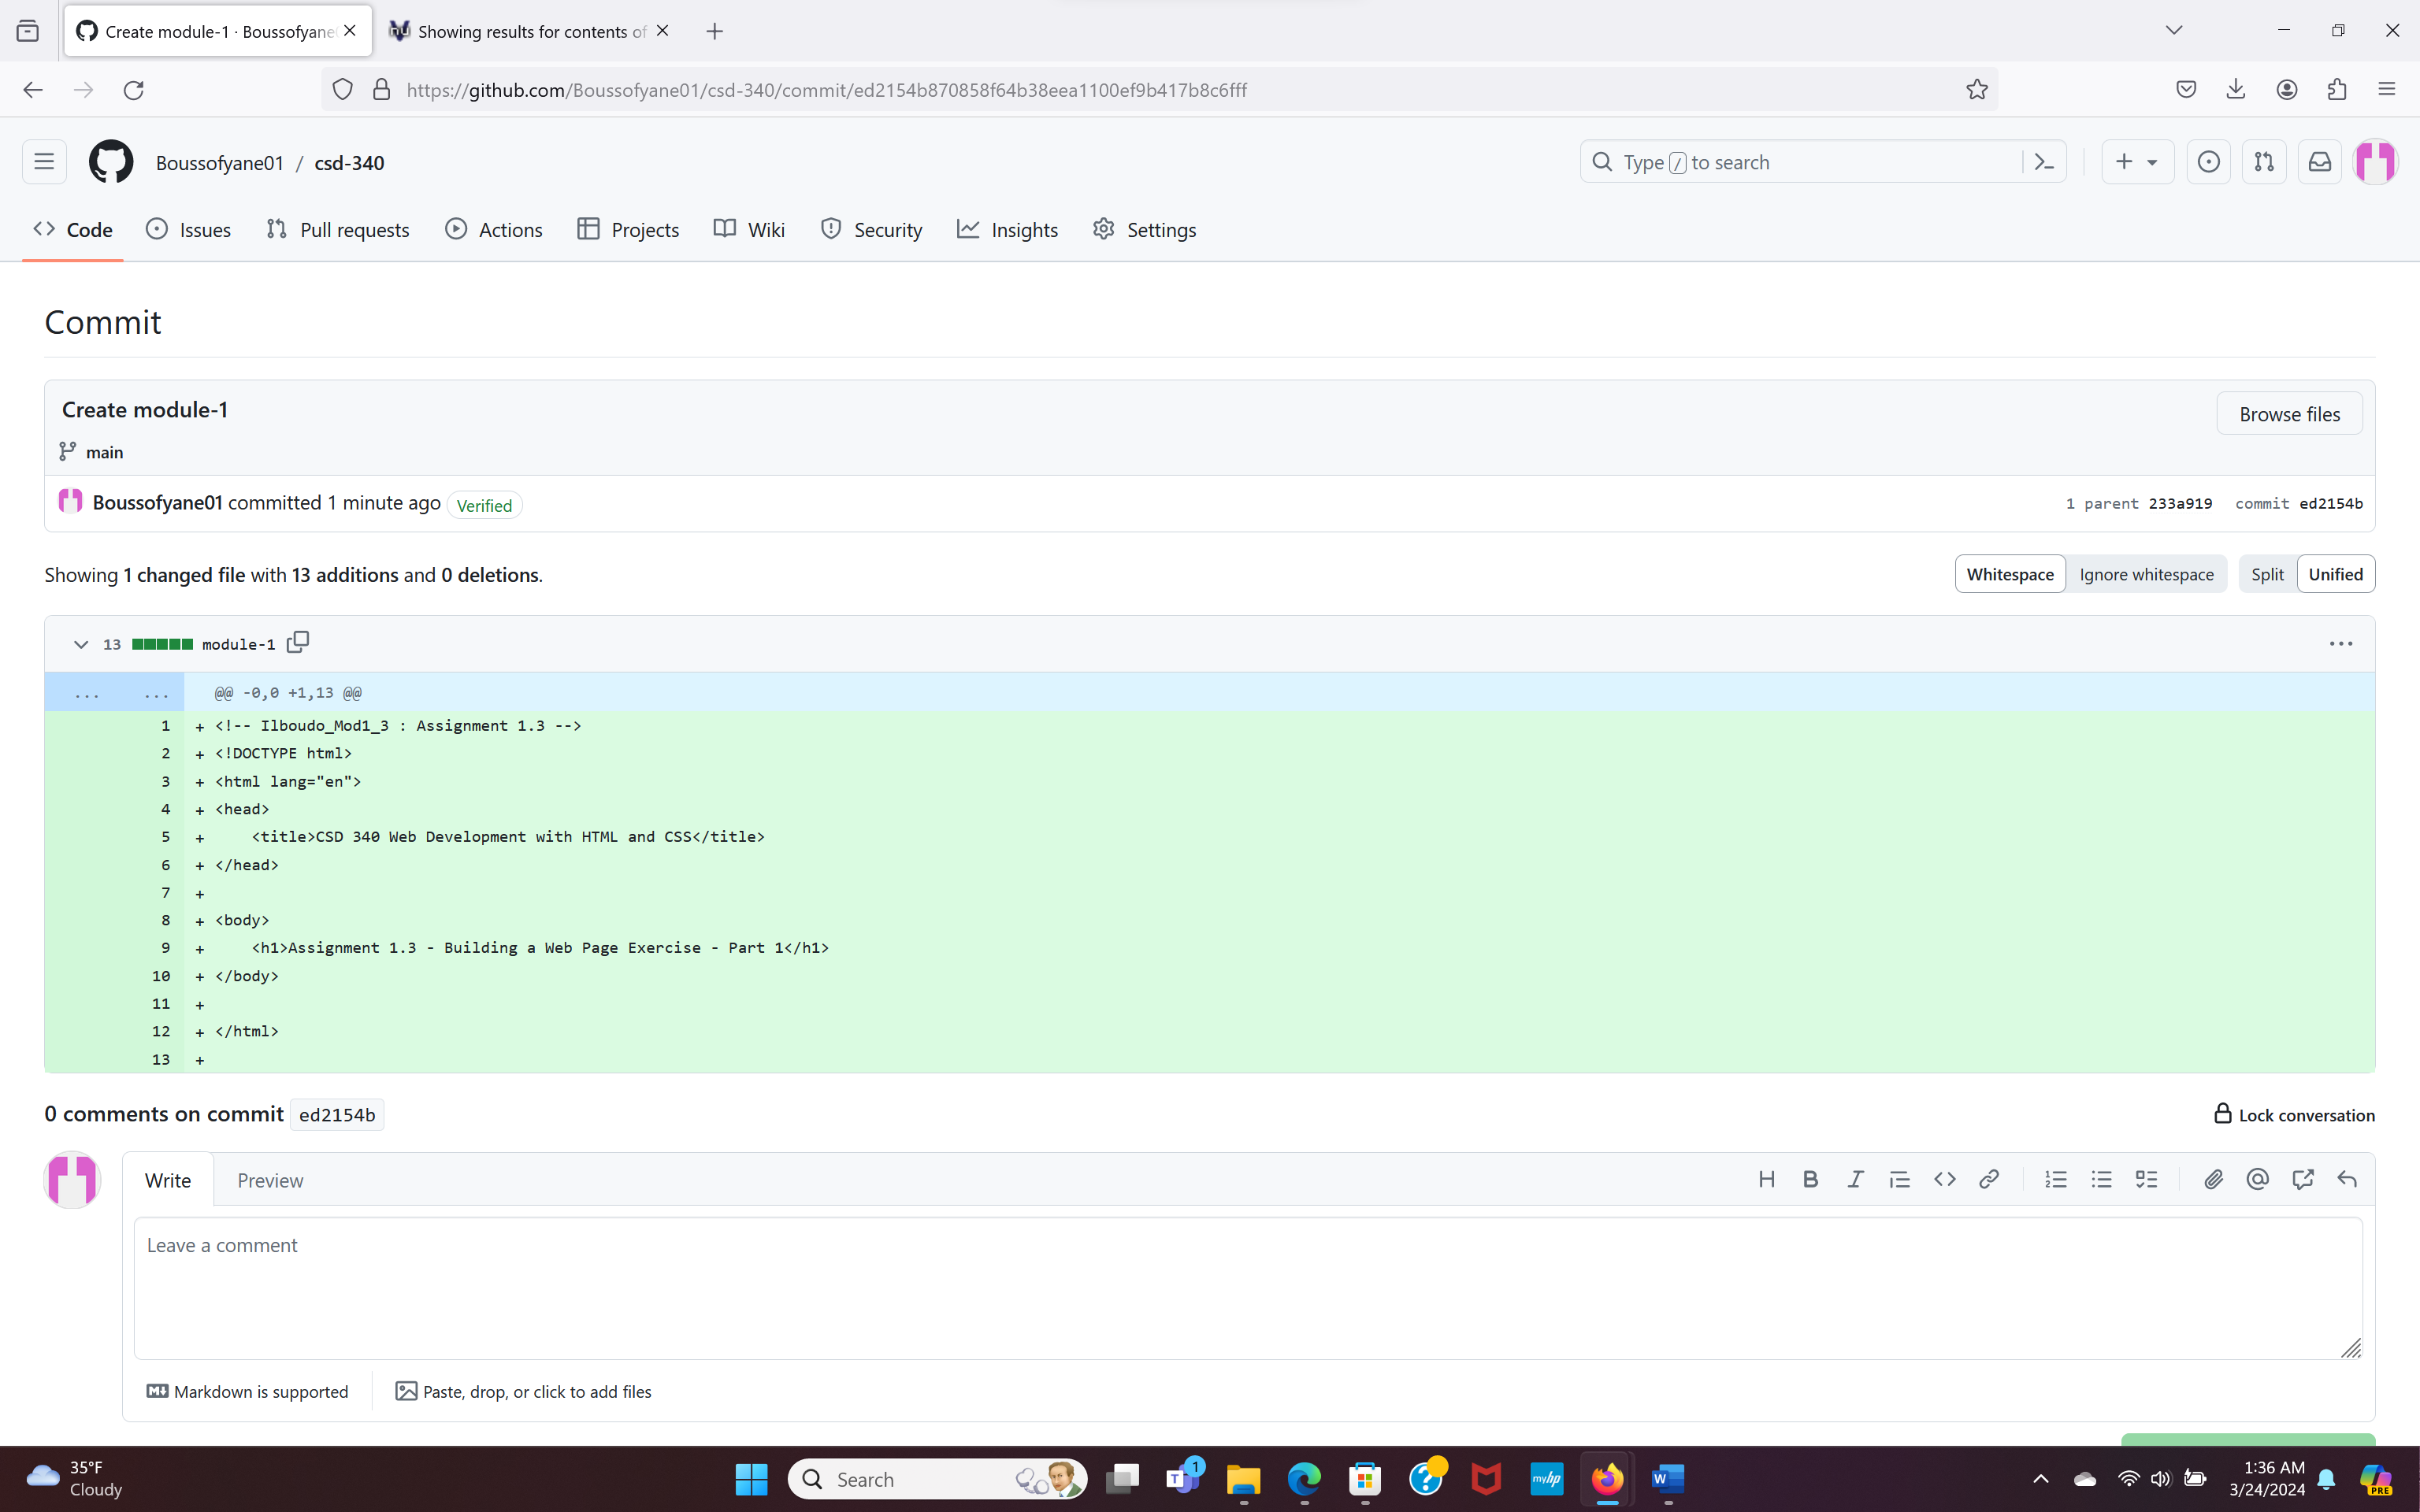 Create module-1 · Boussofyane
Showing results for contents of
https://github.com/Boussofyane01/csd-340/commit/ed2154b870858f64b38eea1100ef9b417b8c6fff
Boussofyane01 / csd-340
Type / to search
Code Issues Pull requests Actions Projects Wiki Security Insights Settings
Commit
Create module-1
Browse files
main
Boussofyane01 committed 1 minute ago Verified
1 parent 233a919 commit ed2154b
Showing 1 changed file with 13 additions and 0 deletions.
Whitespace Ignore whitespace Split Unified
13 module-1
... ... @@ -0,0 +1,13 @@
1 + <!-- Ilboudo_Mod1_3 : Assignment 1.3 -->
2 + <!DOCTYPE html>
3 + <html lang="en">
4 + <head>
5 + <title>CSD 340 Web Development with HTML and CSS</title>
6 + </head>
7 +
8 + <body>
9 + <h1>Assignment 1.3 - Building a Web Page Exercise - Part 1</h1>
10 + </body>
11 +
12 + </html>
13 +
0 comments on commit ed2154b
Lock conversation
Write Preview
Leave a comment
Markdown is supported
Paste, drop, or click to add files
35°F
Cloudy
Search
1
myhp
1:36 AM
3/24/2024
PRE